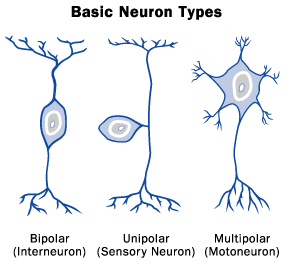 Basic Neuron Types
Bipolar
(Interneuron)
Unipolar
(Sensory Neuron)
Multipolar
(Motoneuron)